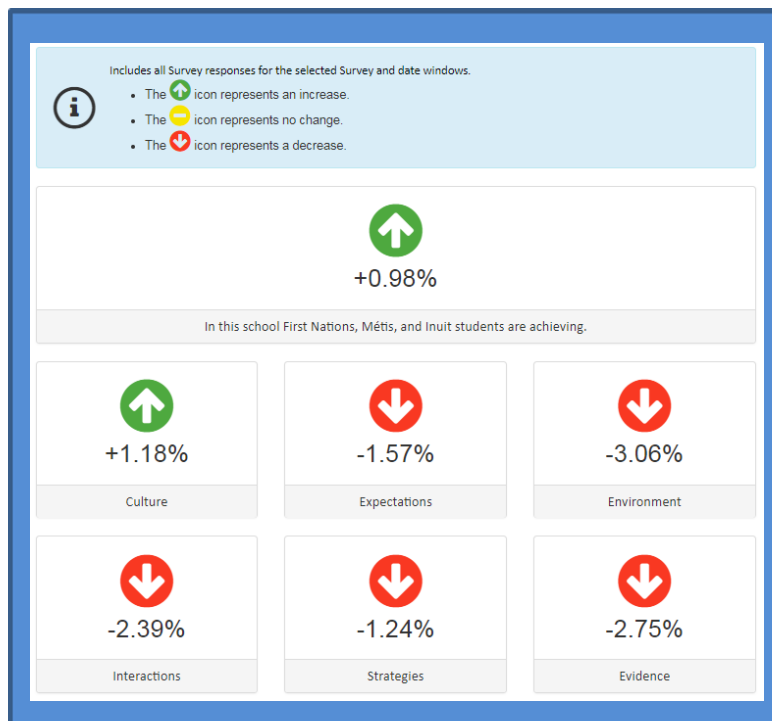 Includes all Survey responses for the selected Survey and date windows.
• The icon represents an increase.
• The icon represents no change.
• The icon represents a decrease.
+0.98%
In this school First Nations, Métis, and Inuit students are achieving.
+1.18%
Culture
-1.57%
Expectations
-3.06%
Environment
-2.39%
Interactions
-1.24%
Strategies
-2.75%
Evidence